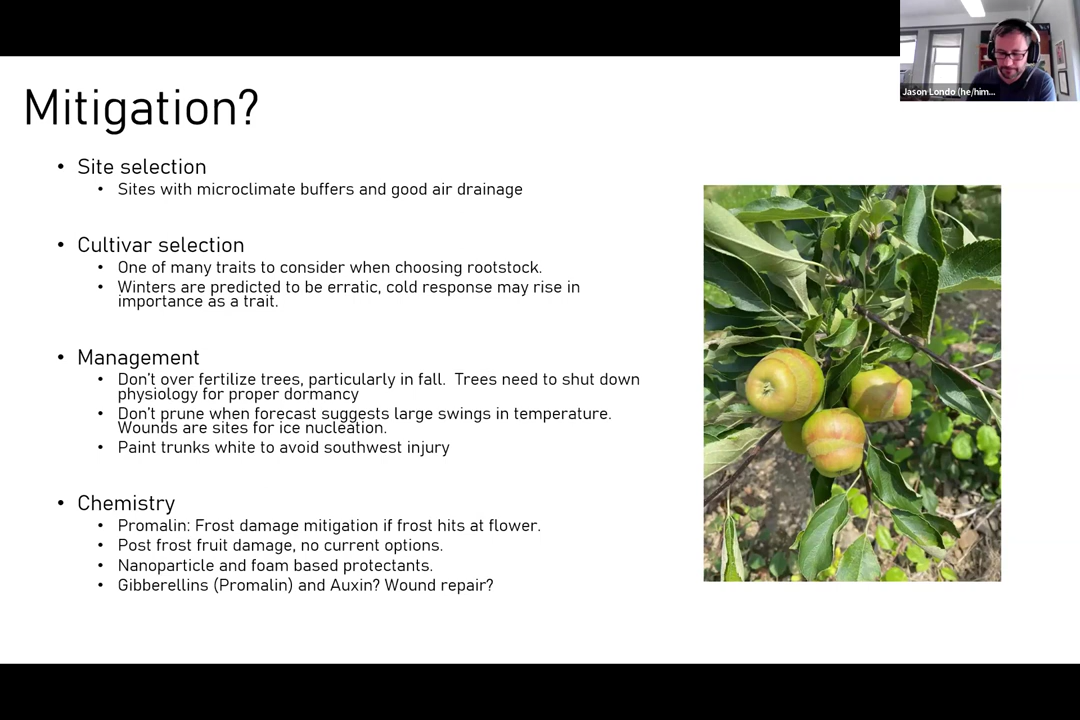 Jason Londo (he/him...
Mitigation?
• Site selection
• Sites with microclimate buffers and good air drainage
• Cultivar selection
• One of many traits to consider when choosing rootstock.
• Winters are predicted to be erratic, cold response may rise in
importance as a trait.
• Management
• Don't over fertilize trees, particularly in fall. Trees need to shut down
physiology for proper dormancy
• Don't prune when forecast suggests large swings in temperature.
Wounds are sites for ice nucleation.
• Paint trunks white to avoid southwest injury
• Chemistry
• Promalin: Frost damage mitigation if frost hits at flower.
• Post frost fruit damage, no current options.
• Nanoparticle and foam based protectants.
• Gibberellins (Promalin) and Auxin? Wound repair?